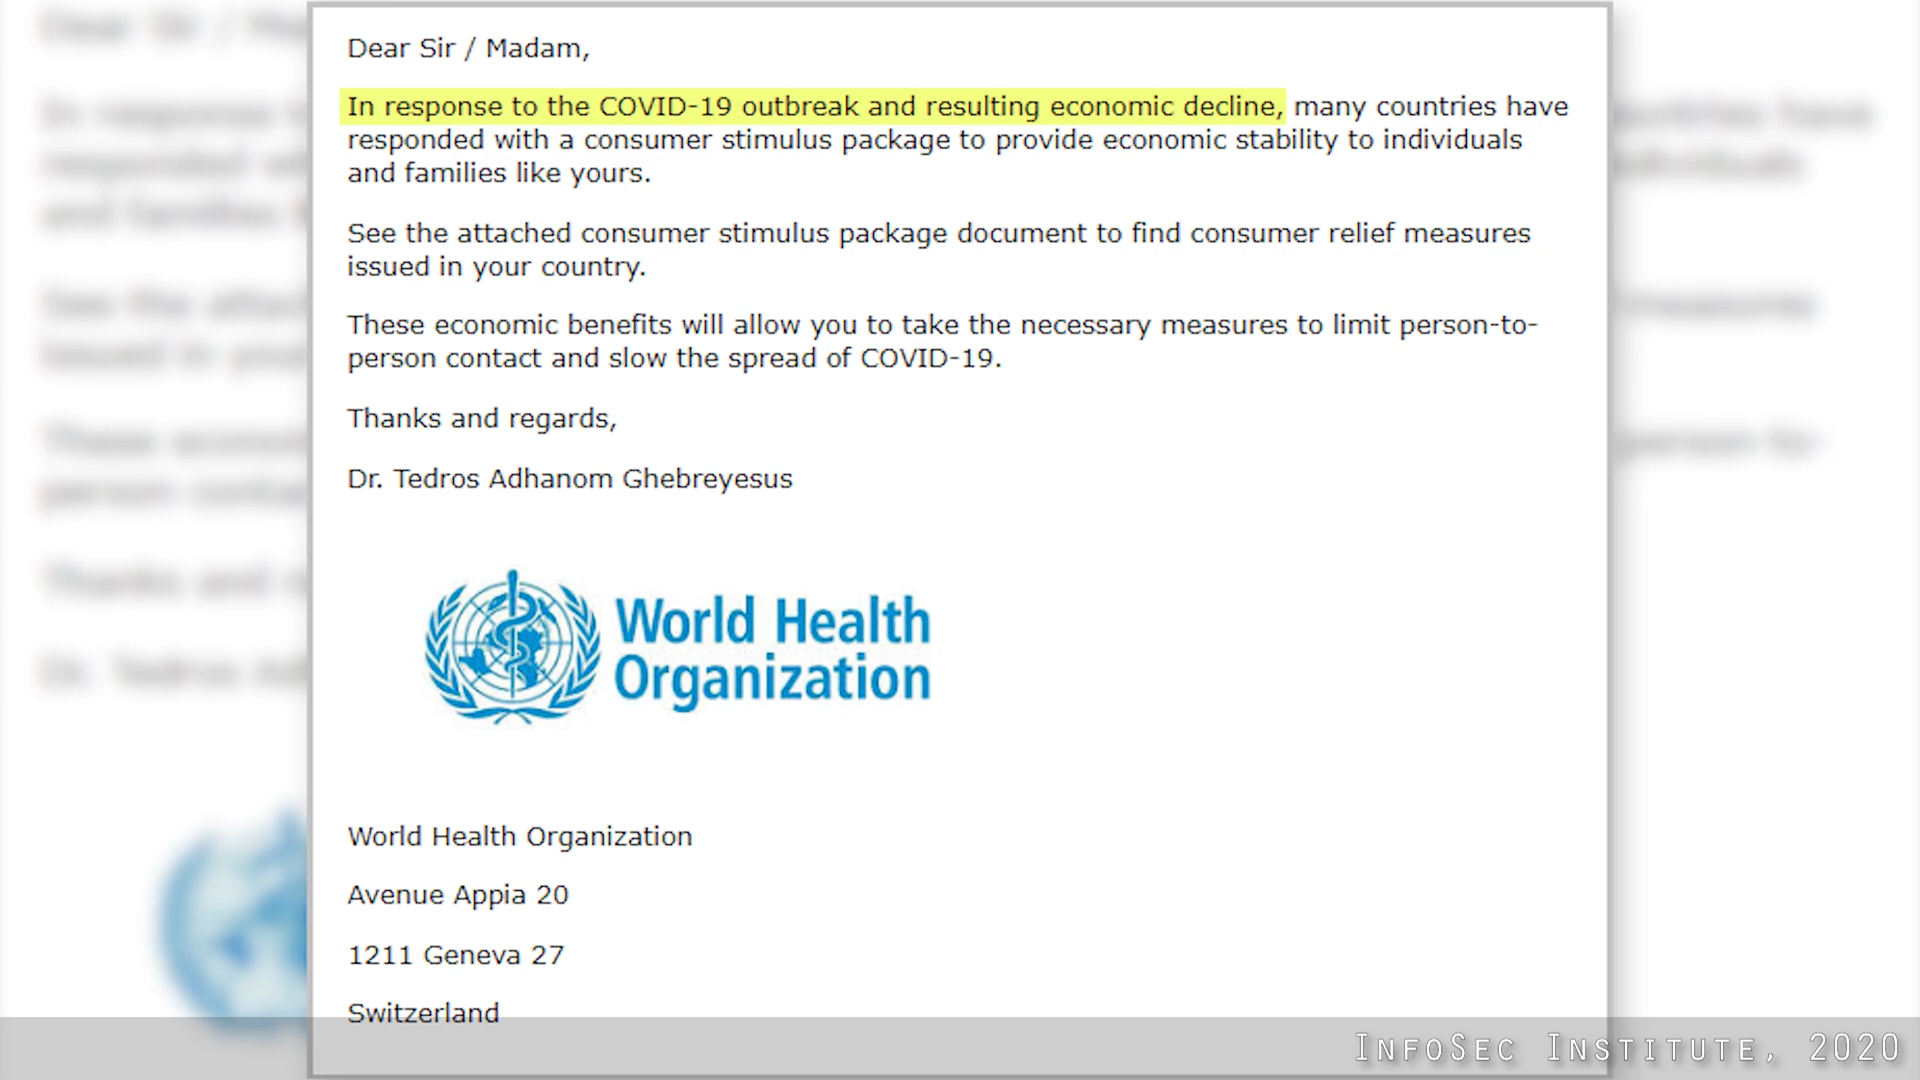 Dear Sir / Madam,
In response to the COVID-19 outbreak and resulting economic decline, many countries have
responded with a consumer stimulus package to provide economic stability to individuals
and families like yours.
See the attached consumer stimulus package document to find consumer relief measures
issued in your country.
These economic benefits will allow you to take the necessary measures to limit person-to-
person contact and slow the spread of COVID-19.
Thanks and regards,
Dr. Tedros Adhanom Ghebreyesus
World Health
Organization
World Health Organization
Avenue Appia 20
1211 Geneva 27
Switzerland
InfoSec Institute, 2020